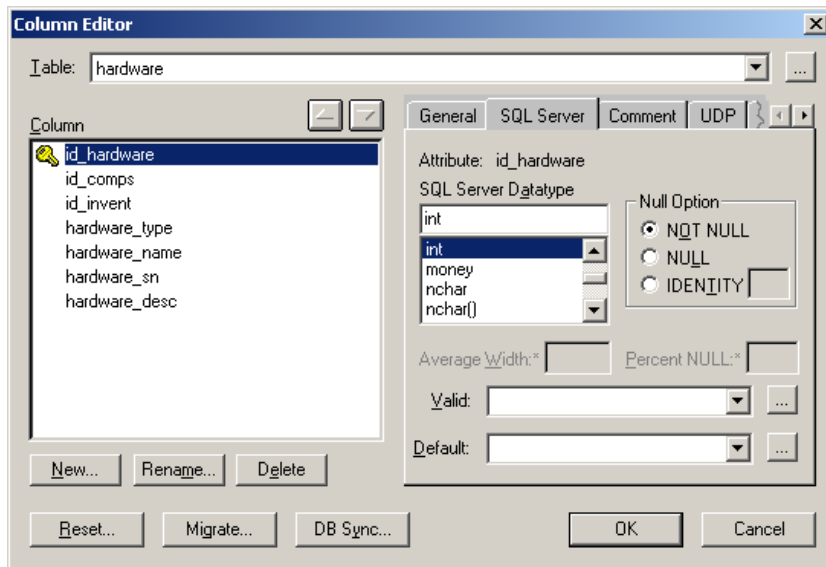 Column Editor
Table: hardware
...
Column
id_hardware
id_comps
id_invent
hardware_type
hardware_name
hardware_sn
hardware_desc
New... Rename... Delete
General SQL Server Comment UDP
Attribute: id_hardware
SQL Server Datatype
int
int
money
nchar
nchar()
Null Option
NOT NULL
NULL
IDENTITY
Average Width:* Percent NULL:*
Valid: ...
Default: ...
Reset... Migrate... DB Sync... OK Cancel